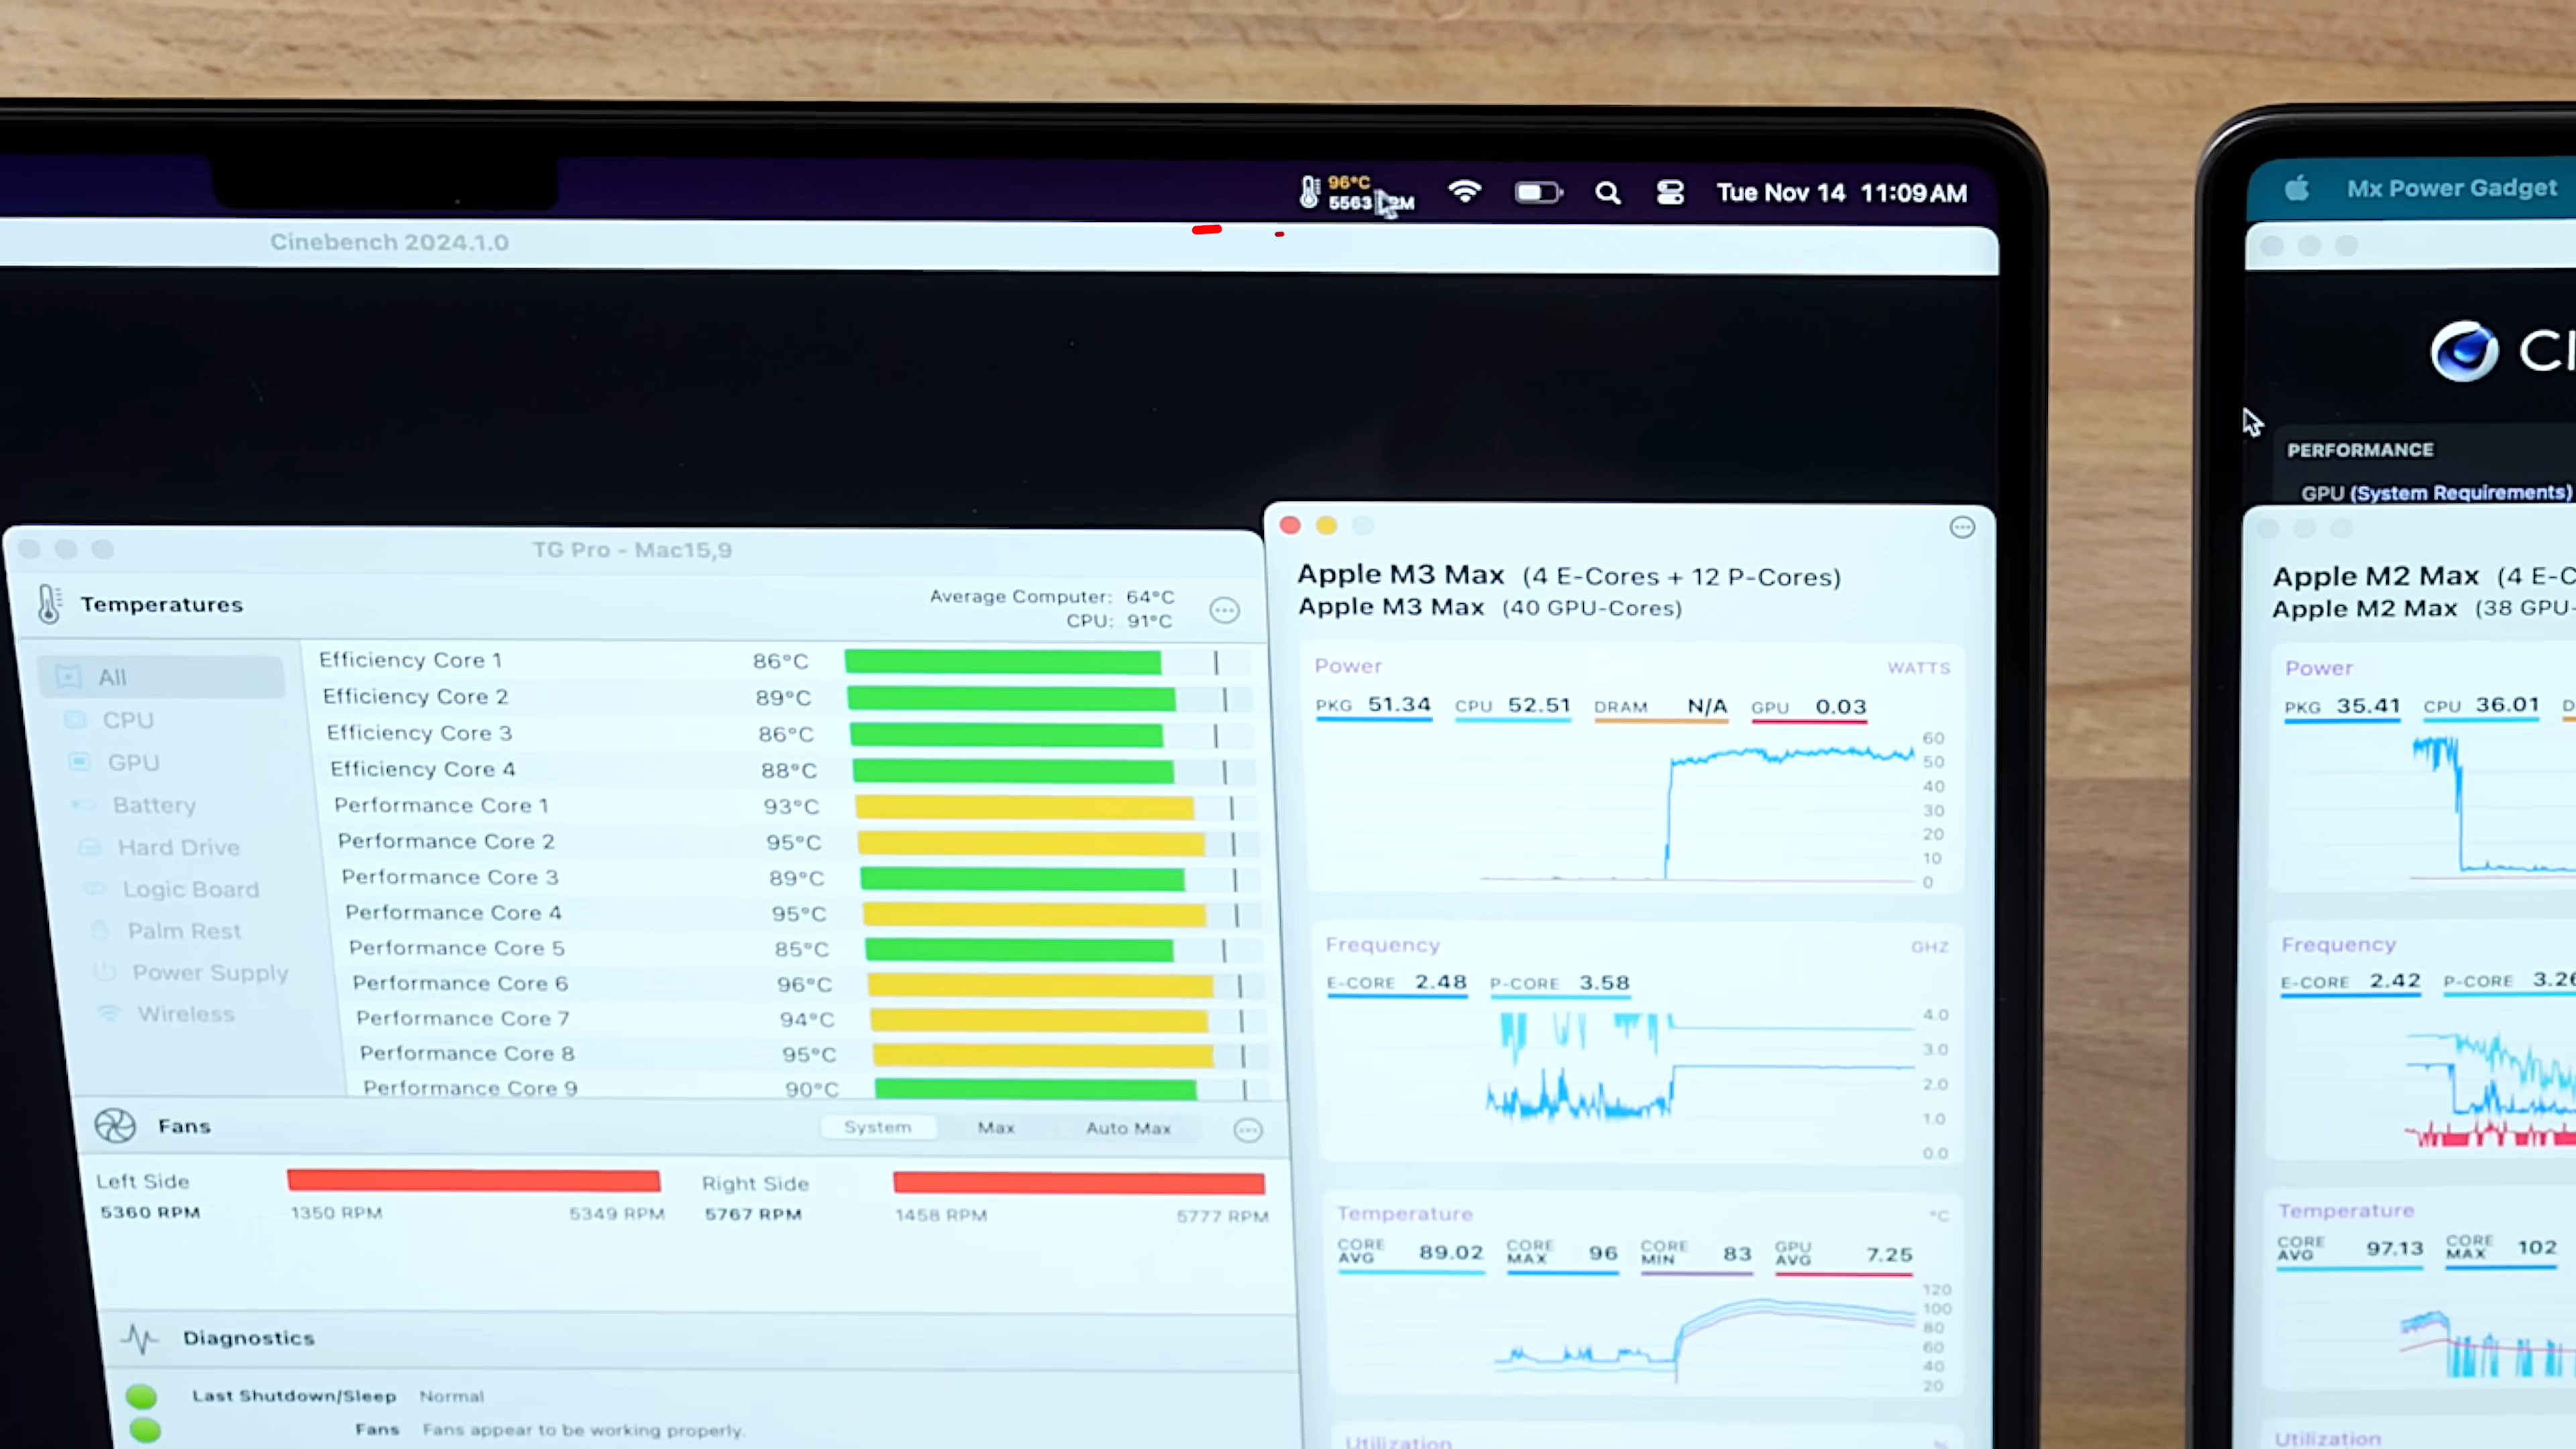 96°C
5563
Tue Nov 14 11:09 AM
Cinebench 2024.1.0
TG Pro - Mac15,9
Temperatures
Average Computer: 64°C
CPU: 91°C
All
CPU
GPU
Battery
Hard Drive
Logic Board
Palm Rest
Power Supply
Wireless
Efficiency Core 1 86°C
Efficiency Core 2 89°C
Efficiency Core 3 86°C
Efficiency Core 4 88°C
Performance Core 1 93°C
Performance Core 2 95°C
Performance Core 3 89°C
Performance Core 4 95°C
Performance Core 5 85°C
Performance Core 6 96°C
Performance Core 7 94°C
Performance Core 8 95°C
Performance Core 9 90°C
Fans
System Max Auto Max
Left Side
5360 RPM 1350 RPM 5349 RPM
Right Side
5767 RPM 1458 RPM 5777 RPM
Diagnostics
Last Shutdown/Sleep Normal
Fans Fans appear to be working properly.
Apple M3 Max (4 E-Cores + 12 P-Cores)
Apple M3 Max (40 GPU-Cores)
Power WATTS
PKG 51.34 CPU 52.51 DRAM N/A GPU 0.03
60
50
40
30
20
10
0
Frequency GHZ
E-CORE 2.48 P-CORE 3.58
4.0
3.0
2.0
1.0
0.0
Temperature °C
CORE AVG 89.02 CORE MAX 96 CORE MIN 83 GPU AVG 7.25
120
100
80
60
40
20
Utilization %
Mx Power Gadget
CI
PERFORMANCE
GPU (System Requirements)
Apple M2 Max (4 E-C
Apple M2 Max (38 GPU-
Power
PKG 35.41 CPU 36.01 D
Frequency
E-CORE 2.42 P-CORE 3.26
Temperature
CORE AVG 97.13 CORE MAX 102
Utilization